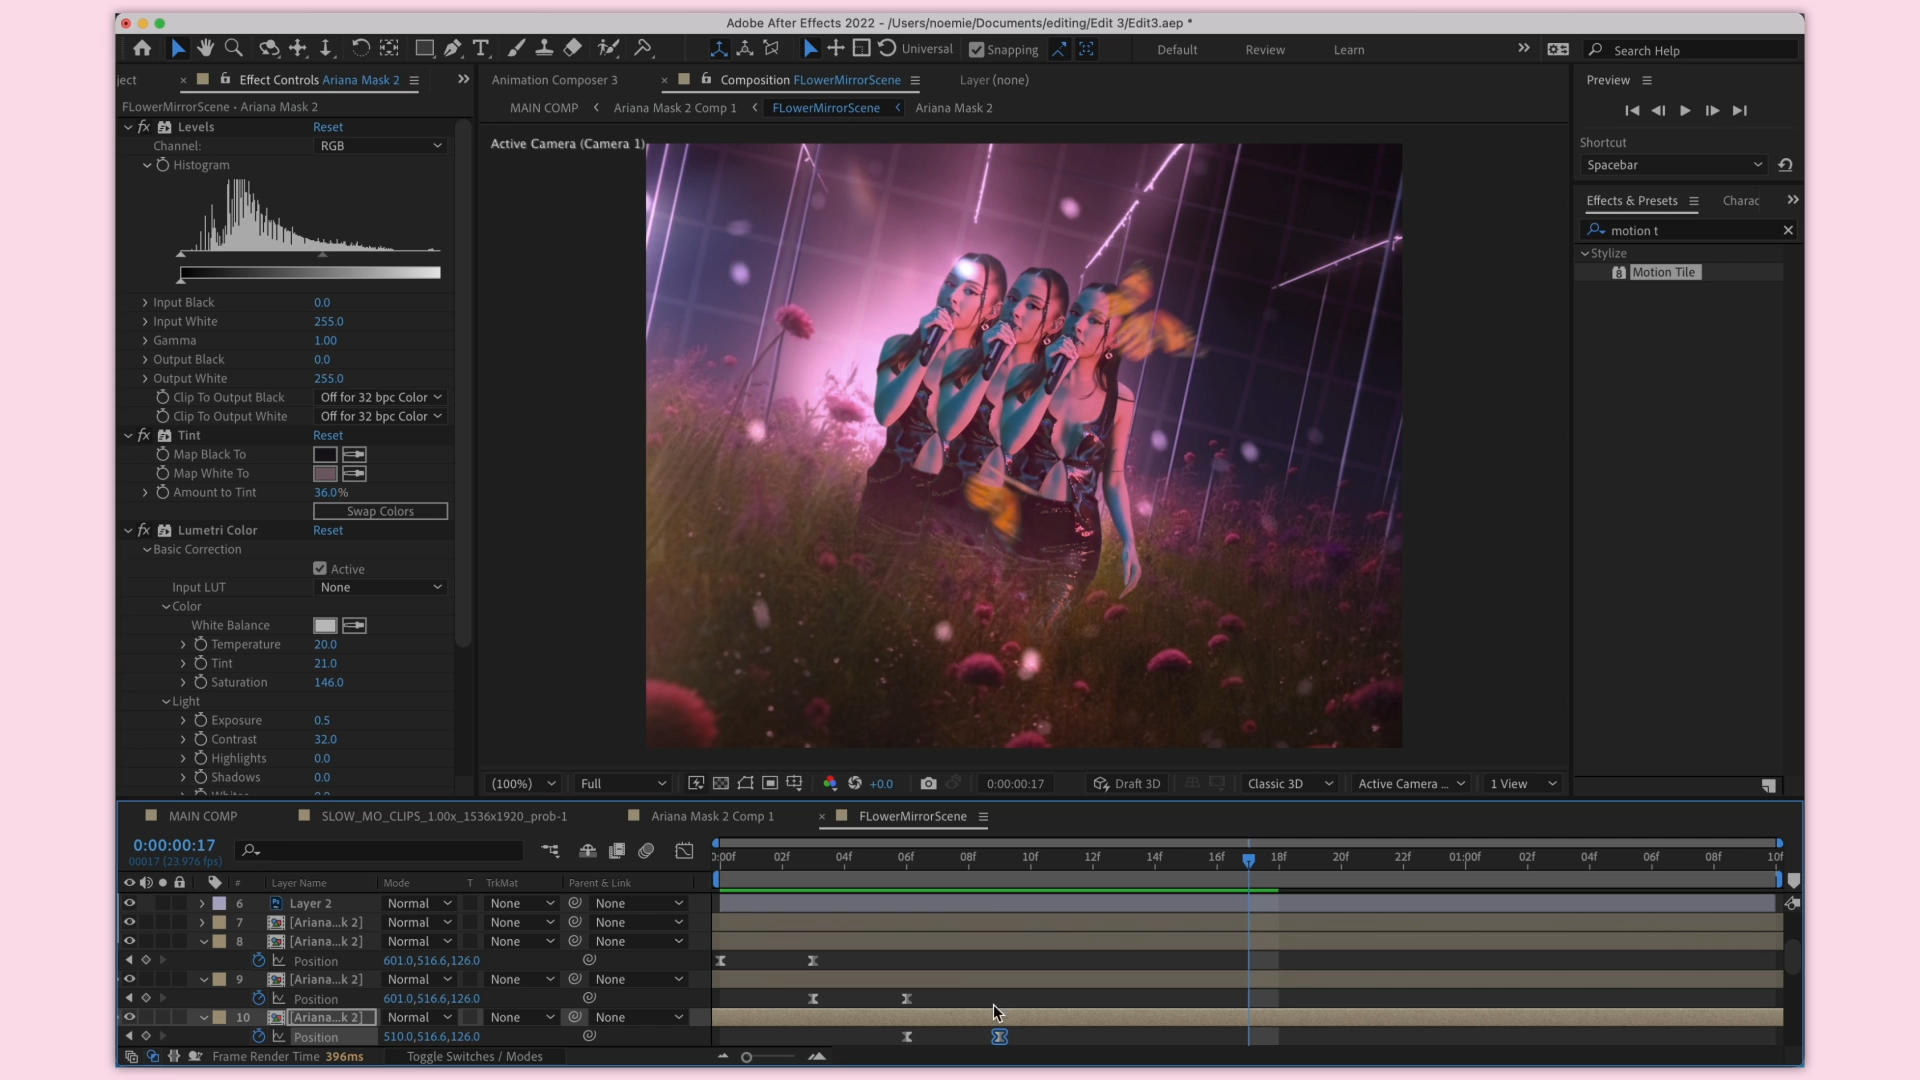 Adobe After Effects 2022 - /Users/noemie/Documents/editing/Edit 3/Edit3.aep *
Universal Snapping Default Review Learn Search Help
ject Effect Controls Ariana Mask 2
FLowerMirrorScene • Ariana Mask 2
fx Levels Reset
Channel: RGB
Histogram
Input Black 0.0
Input White 255.0
Gamma 1.00
Output Black 0.0
Output White 255.0
Clip To Output Black Off for 32 bpc Color
Clip To Output White Off for 32 bpc Color
fx Tint Reset
Map Black To
Map White To
Amount to Tint 36.0%
Swap Colors
fx Lumetri Color Reset
Basic Correction
Active
Input LUT None
Color
White Balance
Temperature 20.0
Tint 21.0
Saturation 146.0
Light
Exposure 0.5
Contrast 32.0
Highlights 0.0
Shadows 0.0
Animation Composer 3 Composition FLowerMirrorScene Layer (none)
MAIN COMP Ariana Mask 2 Comp 1 FLowerMirrorScene Ariana Mask 2
Active Camera (Camera 1)
(100%) Full +0.0 0:00:00:17 Draft 3D Classic 3D Active Camera ... 1 View
Preview
Shortcut
Spacebar
Effects & Presets Charac
motion t
Stylize
8 Motion Tile
MAIN COMP SLOW_MO_CLIPS_1.00x_1536x1920_prob-1 Ariana Mask 2 Comp 1 FLowerMirrorScene
0:00:00:17
00017 (23.976 fps)
0:00f 02f 04f 06f 08f 10f 12f 14f 16f 18f 20f 22f 01:00f 02f 04f 06f 08f 10f
# Layer Name Mode T TrkMat Parent & Link
6 Ps Layer 2 Normal None None
7 [Ariana...k 2] Normal None None
8 [Ariana...k 2] Normal None None
Position 601.0,516.6,126.0
9 [Ariana...k 2] Normal None None
Position 601.0,516.6,126.0
10 [Ariana...k 2] Normal None None
Position 510.0,516.6,126.0
Frame Render Time 396ms Toggle Switches / Modes